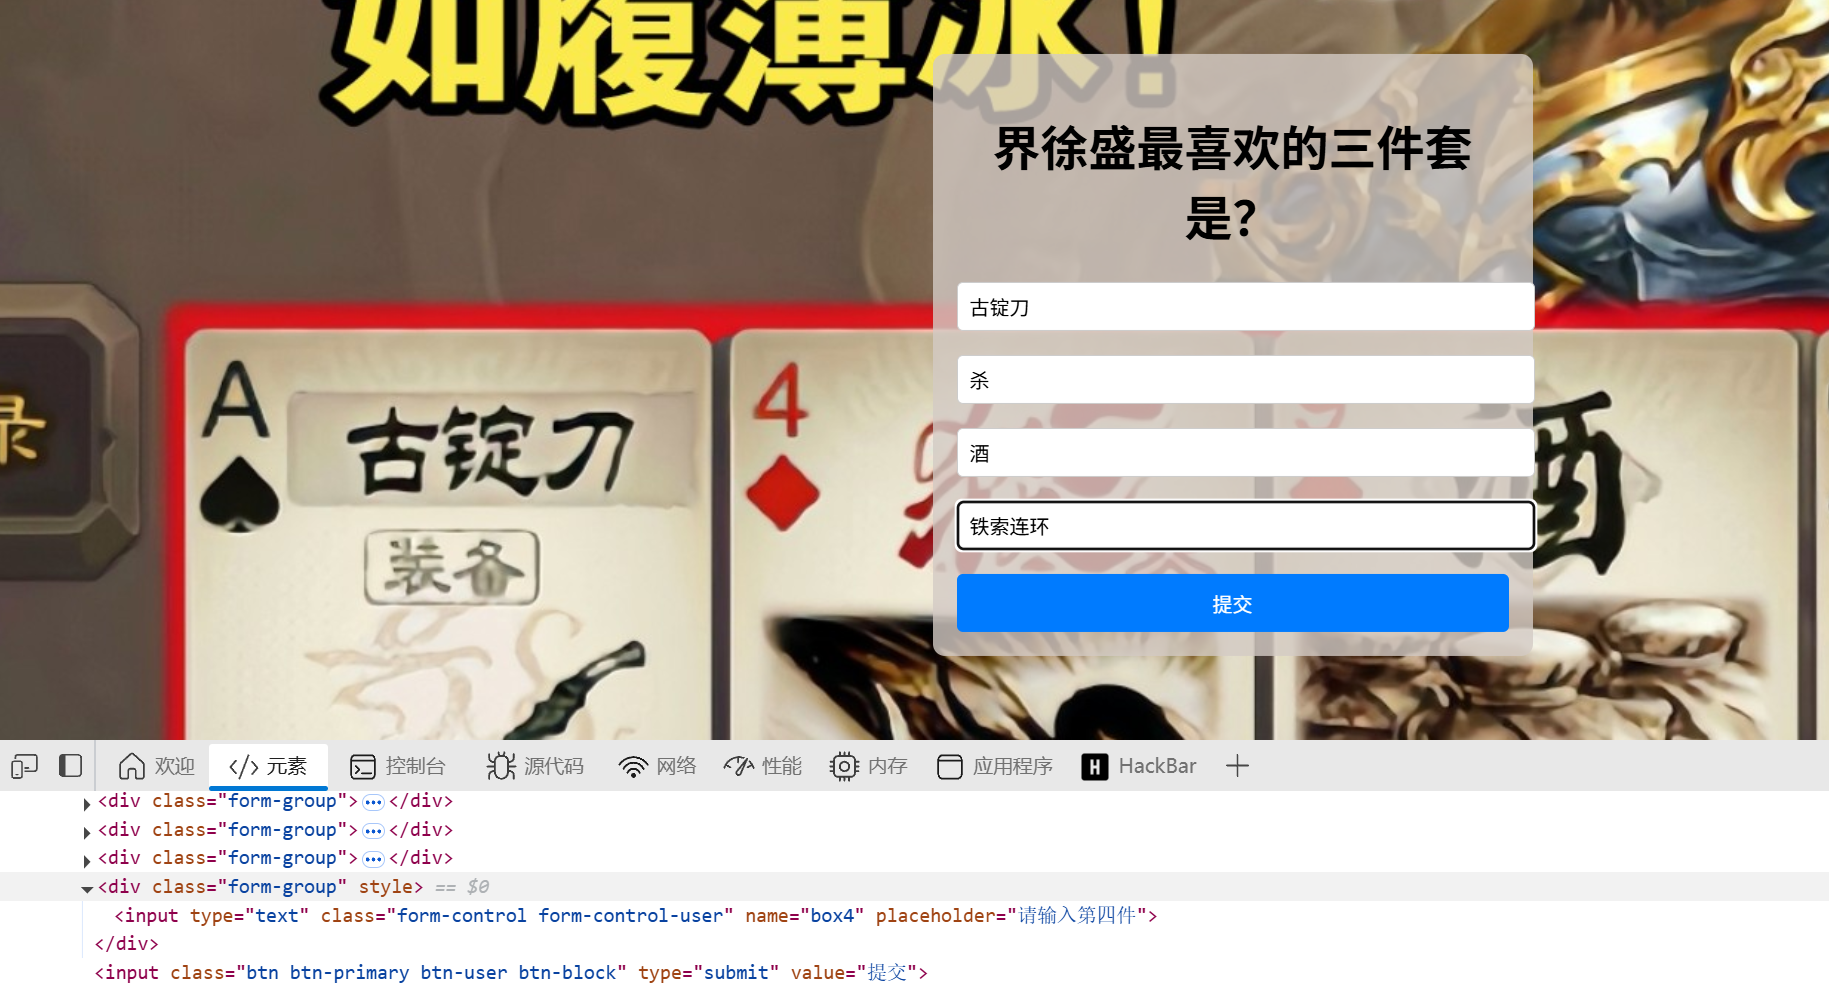 如履薄冰!
界徐盛最喜欢的三件套
是?
古锭刀
杀
酒
铁索连环
提交
录
A
古锭刀
装备
4
酒
欢迎
元素
控制台
源代码
网络
性能
内存
应用程序
HackBar
<div class="form-group">…</div>
<div class="form-group">…</div>
<div class="form-group">…</div>
<div class="form-group" style> == $0
<input type="text" class="form-control form-control-user" name="box4" placeholder="请输入第四件">
</div>
<input class="btn btn-primary btn-user btn-block" type="submit" value="提交">